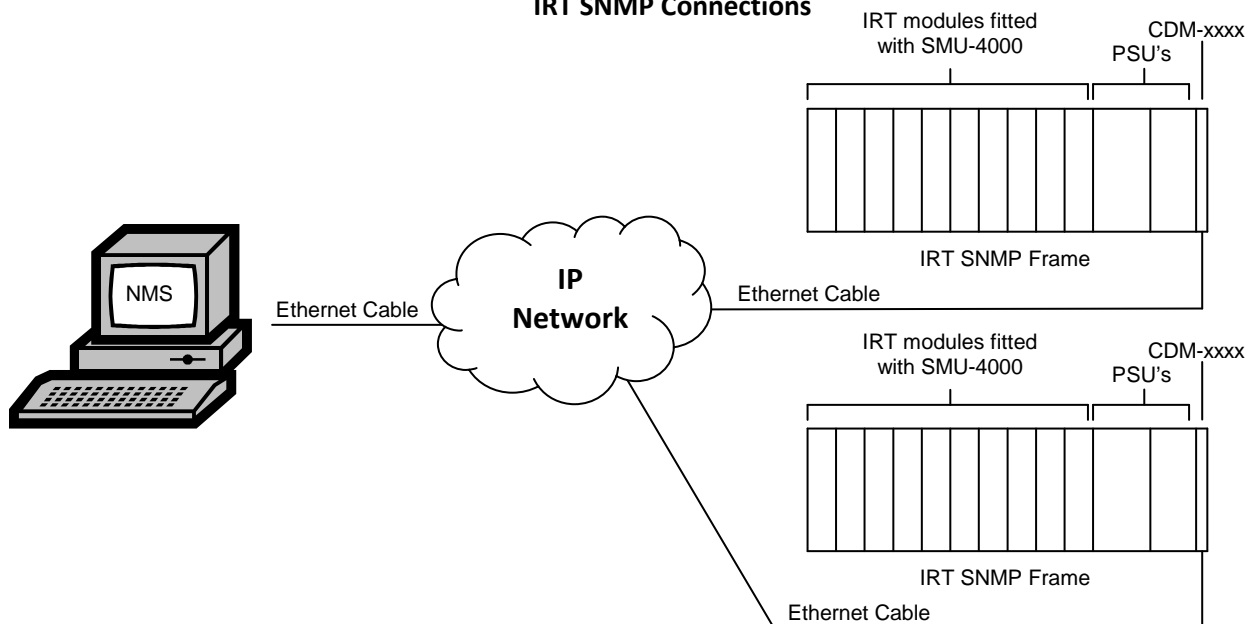 IRT SNMP Connections
IRT modules fitted
with SMU-4000
PSU's
CDM-xxxx
IRT SNMP Frame
NMS
Ethernet Cable
IP
Network
Ethernet Cable
IRT modules fitted
with SMU-4000
PSU's
CDM-xxxx
IRT SNMP Frame
Ethernet Cable